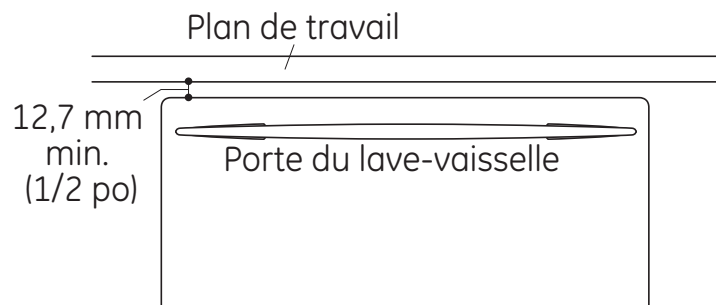 Plan de travail
12,7 mm
min.
(1/2 po)
Porte du lave-vaisselle